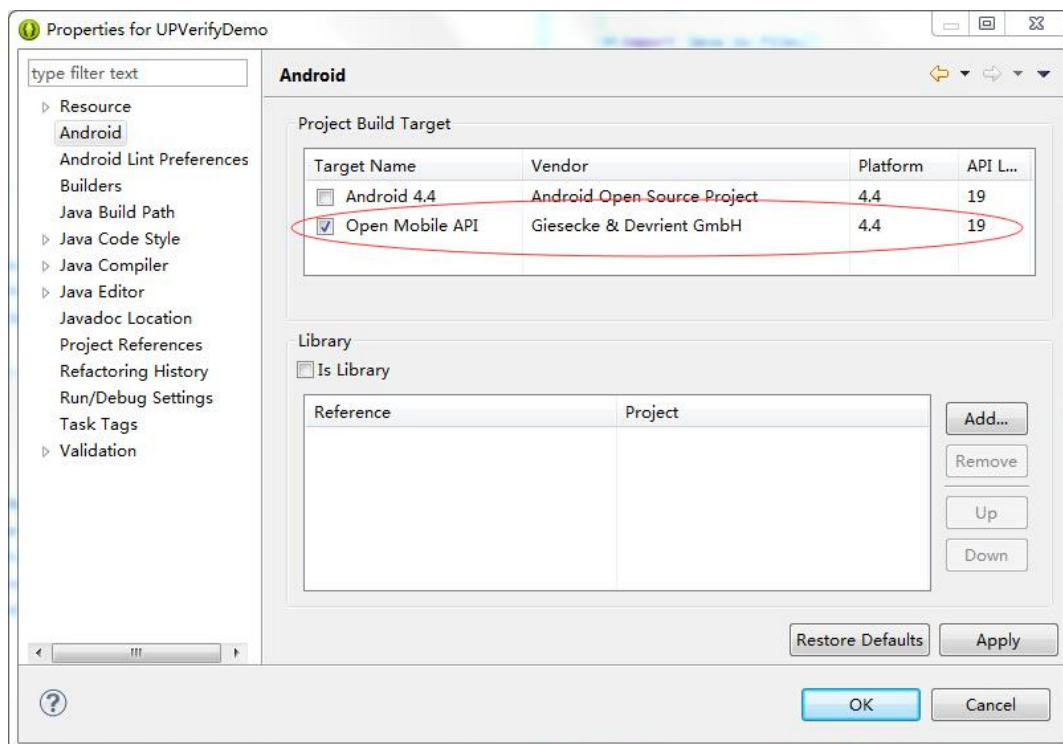 Properties for UPVerifyDemo
type filter text
Resource
Android
Android Lint Preferences
Builders
Java Build Path
Java Code Style
Java Compiler
Java Editor
Javadoc Location
Project References
Refactoring History
Run/Debug Settings
Task Tags
Validation
Android
Project Build Target
Target Name Vendor Platform API L...
Android 4.4 Android Open Source Project 4.4 19
Open Mobile API Giesecke & Devrient GmbH 4.4 19
Library
Is Library
Reference Project
Add...
Remove
Up
Down
Restore Defaults Apply
OK Cancel